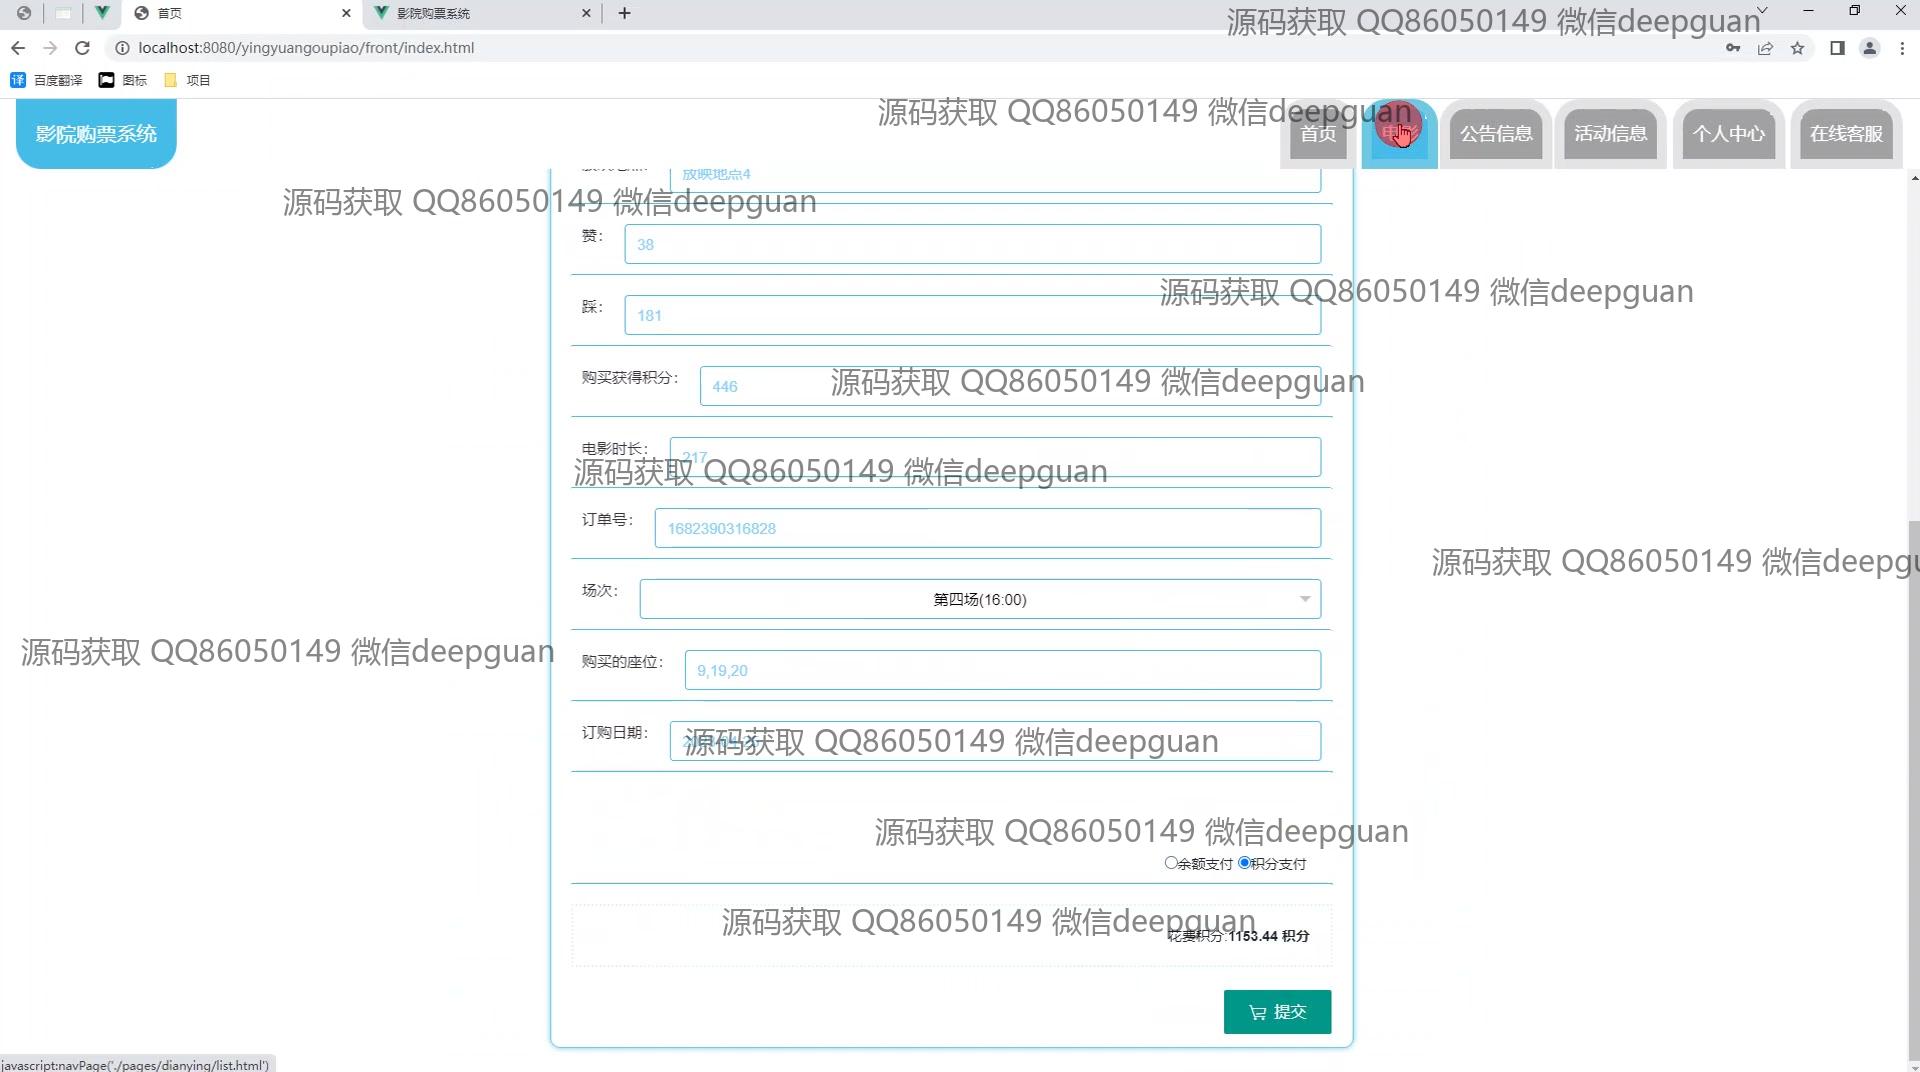 首页
影院购票系统
源码获取 QQ86050149 微信deepguan
localhost:8080/yingyuangoupiao/front/index.html
百度翻译
图标
项目
源码获取 QQ86050149 微信deepguan
影院购票系统
首页
电影
公告信息
活动信息
个人中心
在线客服
放映地点4
源码获取 QQ86050149 微信deepguan
赞：
38
源码获取 QQ86050149 微信deepguan
踩：
181
购买获得积分：
446
源码获取 QQ86050149 微信deepguan
电影时长：
217
源码获取 QQ86050149 微信deepguan
订单号：
1682390316828
源码获取 QQ86050149 微信deepgu
场次：
第四场(16:00)
源码获取 QQ86050149 微信deepguan
购买的座位：
9,19,20
订购日期：
源码获取 QQ86050149 微信deepguan
源码获取 QQ86050149 微信deepguan
余额支付
积分支付
源码获取 QQ86050149 微信deepguan
花费积分:1153.44 积分
提交
javascript:navPage('./pages/dianying/list.html')